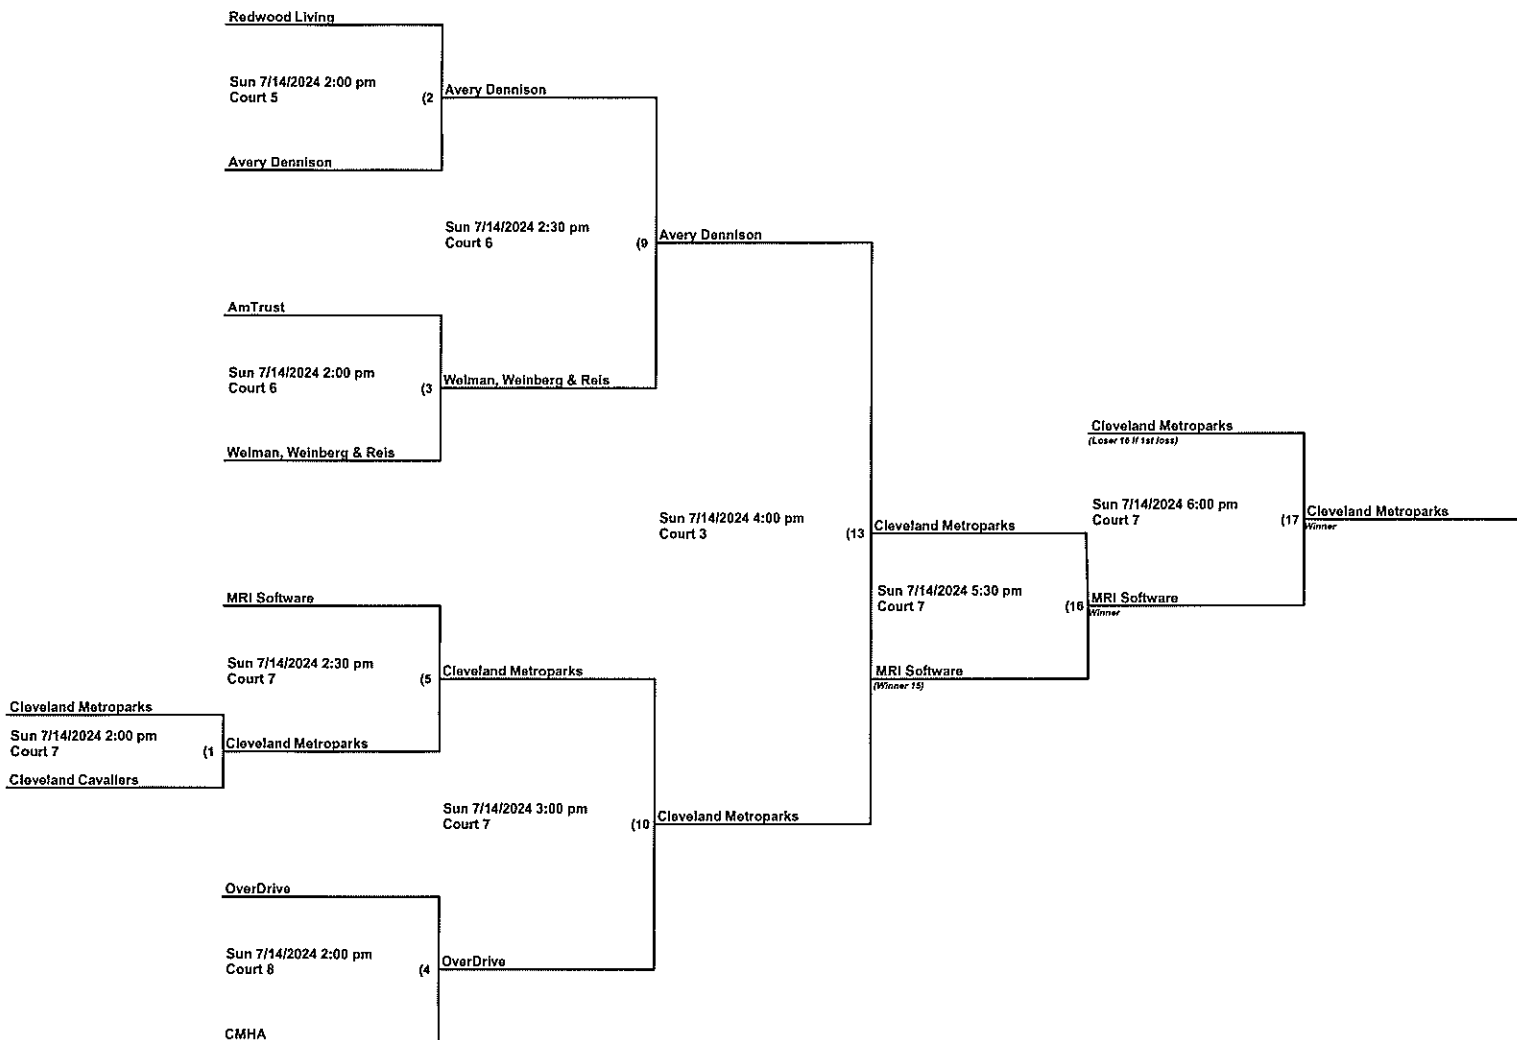 Redwood Living
Sun 7/14/2024 2:00 pm
Court 5
(2
Avery Dennison
Avery Dennison
Sun 7/14/2024 2:30 pm
Court 6
(9
Avery Dennison
AmTrust
Sun 7/14/2024 2:00 pm
Court 6
(3
Welman, Weinberg & Reis
Welman, Weinberg & Reis
Cleveland Metroparks
(Loser 16 if 1st loss)
Sun 7/14/2024 6:00 pm
Court 7
(17
Cleveland Metroparks
Winner
Sun 7/14/2024 4:00 pm
Court 3
(13
Cleveland Metroparks
Sun 7/14/2024 5:30 pm
Court 7
(16
MRI Software
Winner
MRI Software
(Winner 15)
MRI Software
Sun 7/14/2024 2:30 pm
Court 7
(5
Cleveland Metroparks
Cleveland Metroparks
Sun 7/14/2024 2:00 pm
Court 7
(1
Cleveland Metroparks
Cleveland Cavaliers
Sun 7/14/2024 3:00 pm
Court 7
(10
Cleveland Metroparks
OverDrive
Sun 7/14/2024 2:00 pm
Court 8
(4
OverDrive
CMHA